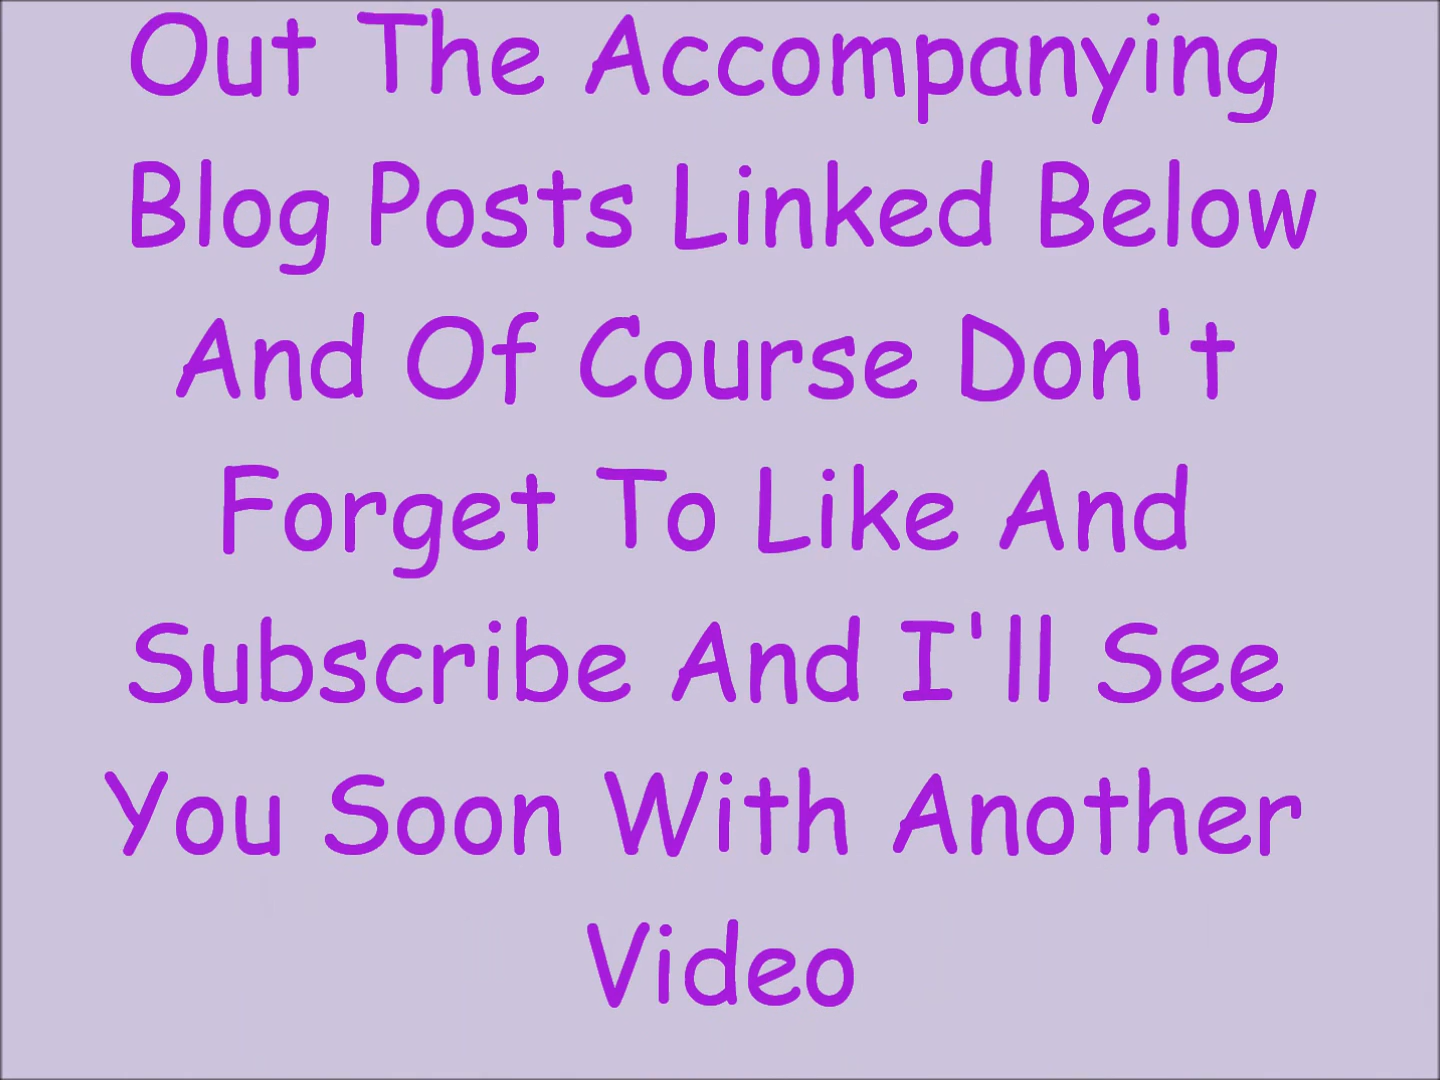 Out The Accompanying
Blog Posts Linked Below
And Of Course Don't
Forget To Like And
Subscribe And I'll See
You Soon With Another
Video